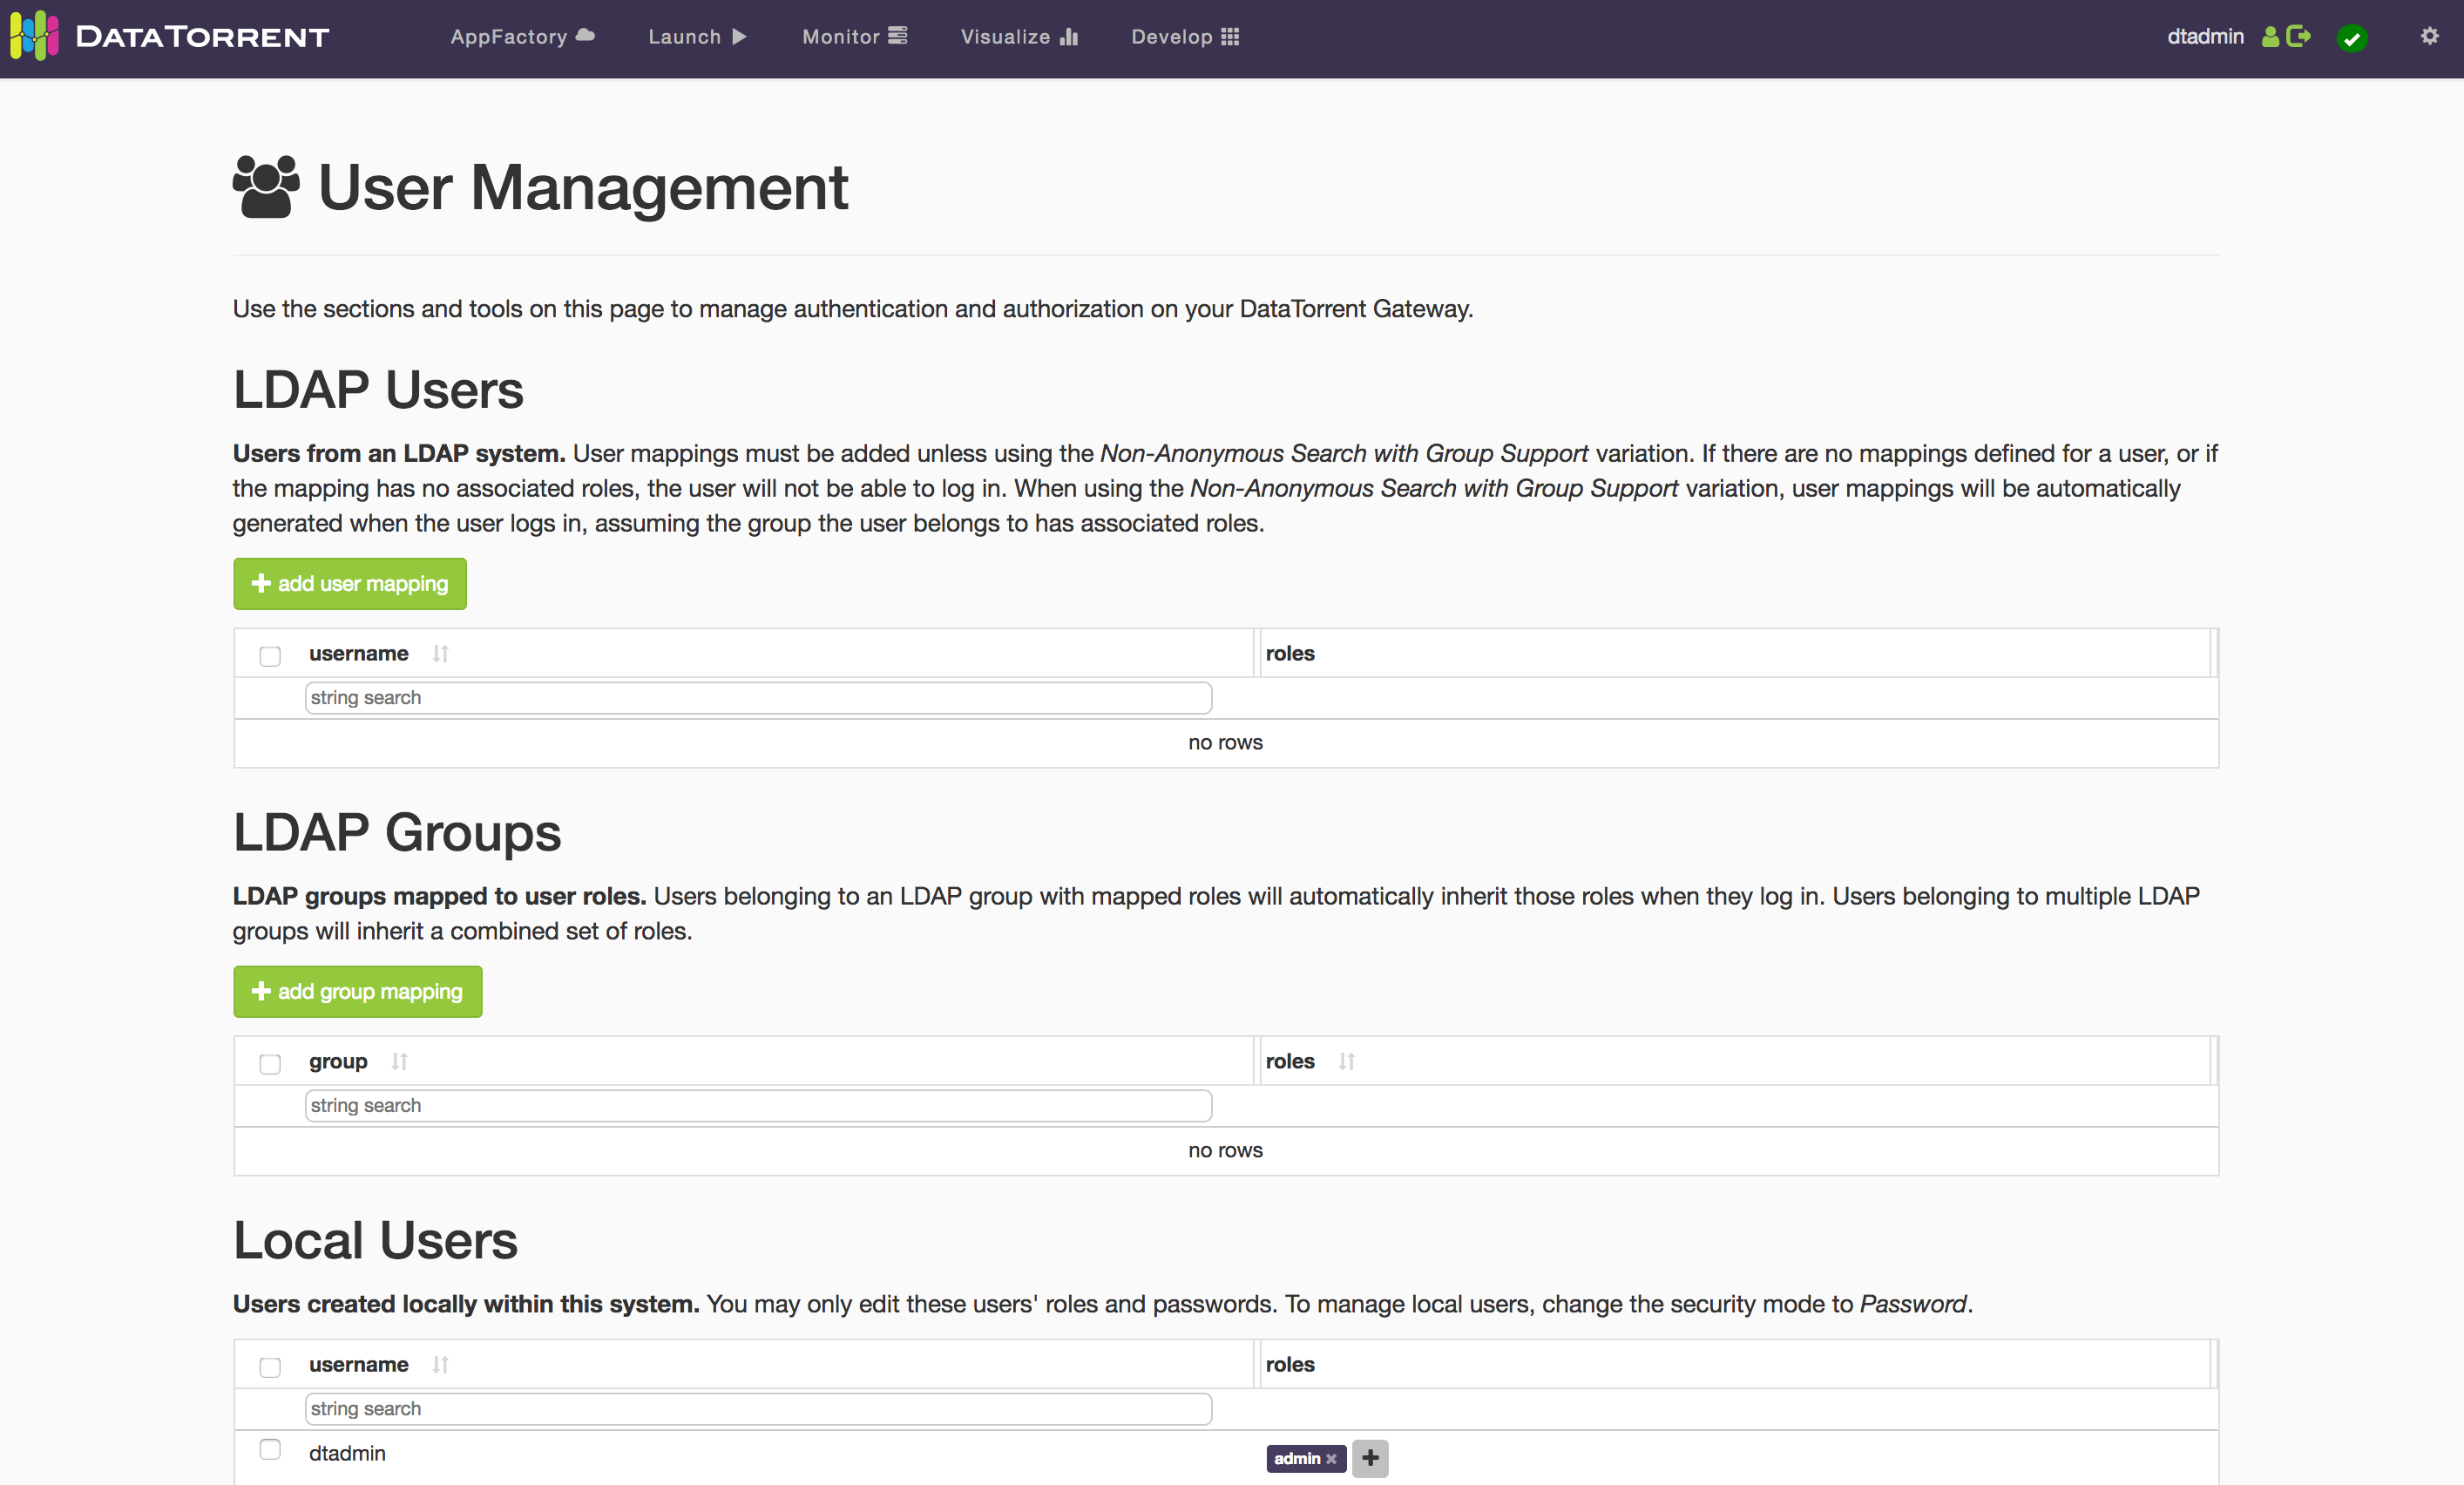 DATATORRENT AppFactory Launch Monitor Visualize Develop dtadmin
User Management
Use the sections and tools on this page to manage authentication and authorization on your DataTorrent Gateway.
LDAP Users
Users from an LDAP system. User mappings must be added unless using the Non-Anonymous Search with Group Support variation. If there are no mappings defined for a user, or if
the mapping has no associated roles, the user will not be able to log in. When using the Non-Anonymous Search with Group Support variation, user mappings will be automatically
generated when the user logs in, assuming the group the user belongs to has associated roles.
add user mapping
username roles
string search
no rows
LDAP Groups
LDAP groups mapped to user roles. Users belonging to an LDAP group with mapped roles will automatically inherit those roles when they log in. Users belonging to multiple LDAP
groups will inherit a combined set of roles.
add group mapping
group roles
string search
no rows
Local Users
Users created locally within this system. You may only edit these users' roles and passwords. To manage local users, change the security mode to Password.
username roles
string search
dtadmin admin